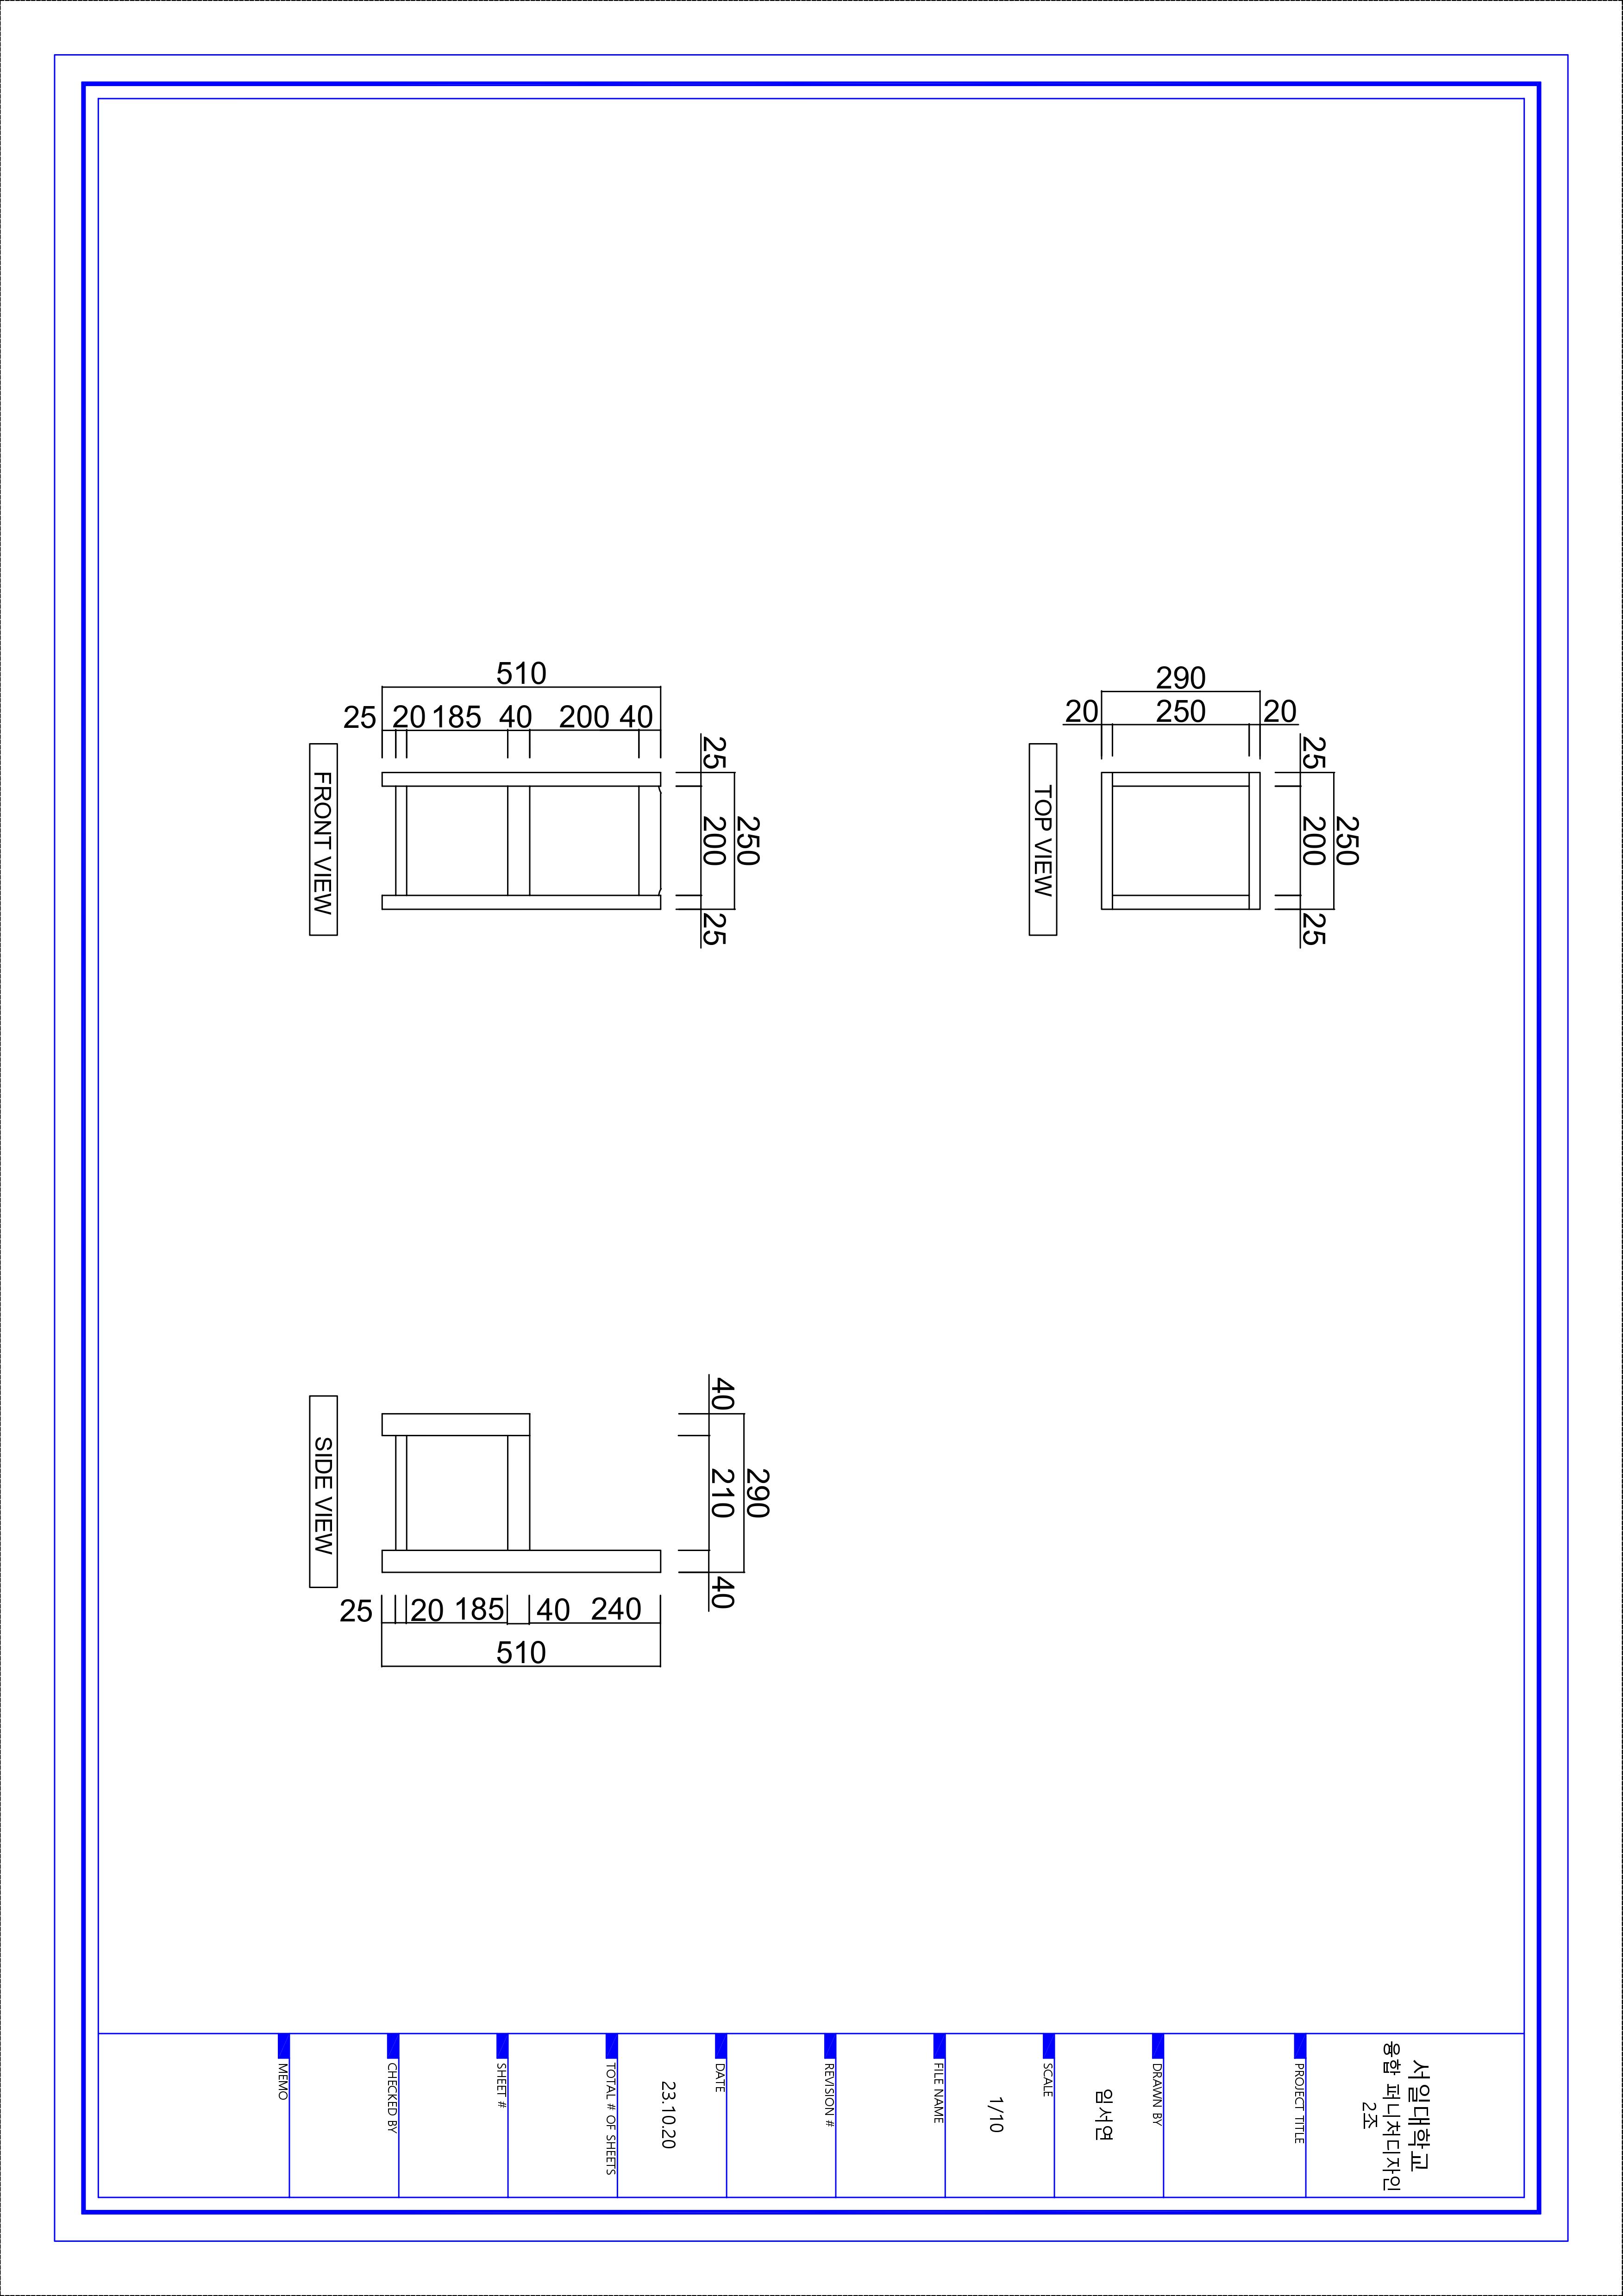 250
25 200 25
20
290 250
20
TOP VIEW
250
25 200 25
510
40
200
40
185
20
25
FRONT VIEW
290
40 210 40
240
40
185
20
25
510
SIDE VIEW
서일대학교
융합 퍼니처디자인
2조
PROJECT TITLE
DRAWN BY
임서연
SCALE
1/10
FILE NAME
REVISION #
DATE
23.10.20
TOTAL # OF SHEETS
SHEET #
CHECKED BY
MEMO